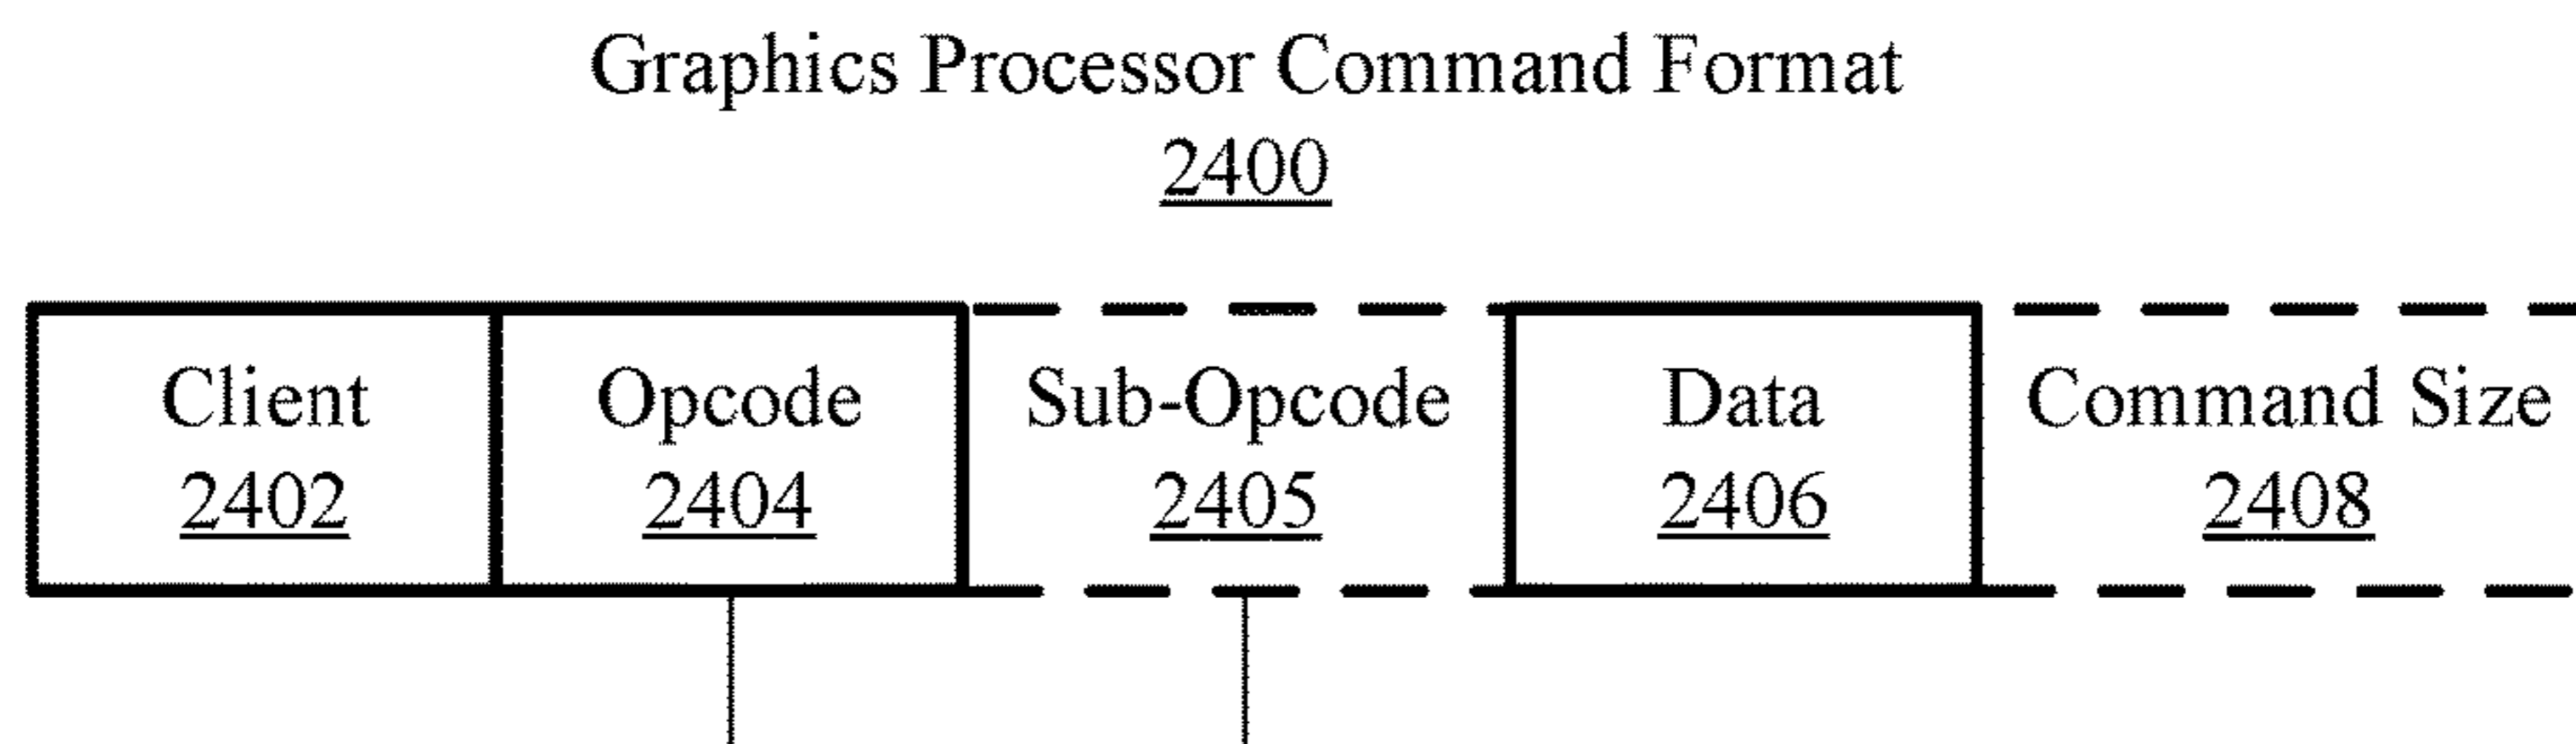 Graphics Processor Command Format
2400
Client Opcode Sub-Opcode Data Command Size
2402 2404 2405 2406 2408